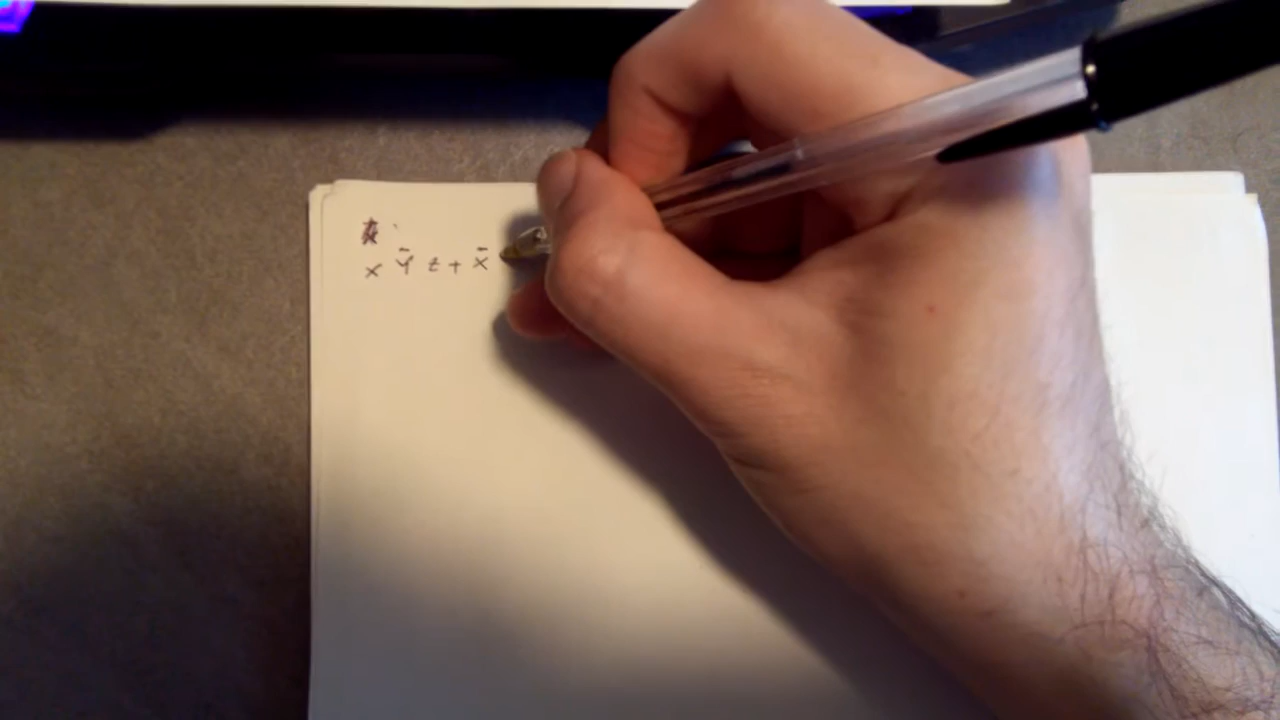 x ȳ z + x̄